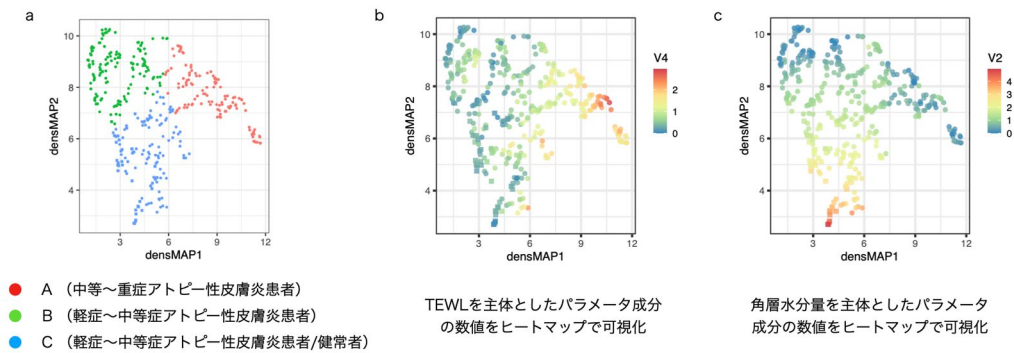 a
10
8
6
4
densMAP2
3
6
9
12
densMAP1
A （中等〜重症アトピー性皮膚炎患者）
B （軽症〜中等症アトピー性皮膚炎患者）
C （軽症〜中等症アトピー性皮膚炎患者/健常者）
b
10
8
6
4
densMAP2
3
6
9
12
densMAP1
V4
2
1
0
TEWLを主体としたパラメータ成分
の数値をヒートマップで可視化
c
10
8
6
4
densMAP2
3
6
9
12
densMAP1
V2
4
3
2
1
0
角層水分量を主体としたパラメータ
成分の数値をヒートマップで可視化